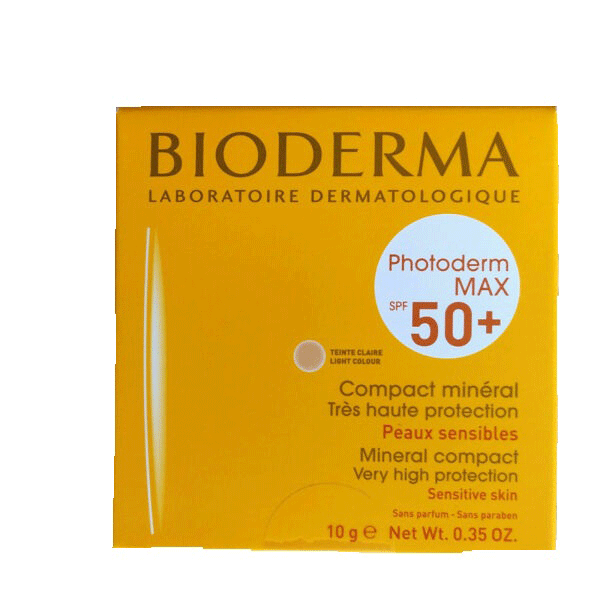 BIODERMA
LABORATOIRE DERMATOLOGIQUE
Photoderm
MAX
SPF 50+
TEINTE CLAIRE
LIGHT COLOUR
Compact minéral
Très haute protection
Peaux sensibles
Mineral compact
Very high protection
Sensitive skin
Sans parfum - Sans paraben
10 g e Net Wt. 0.35 OZ.